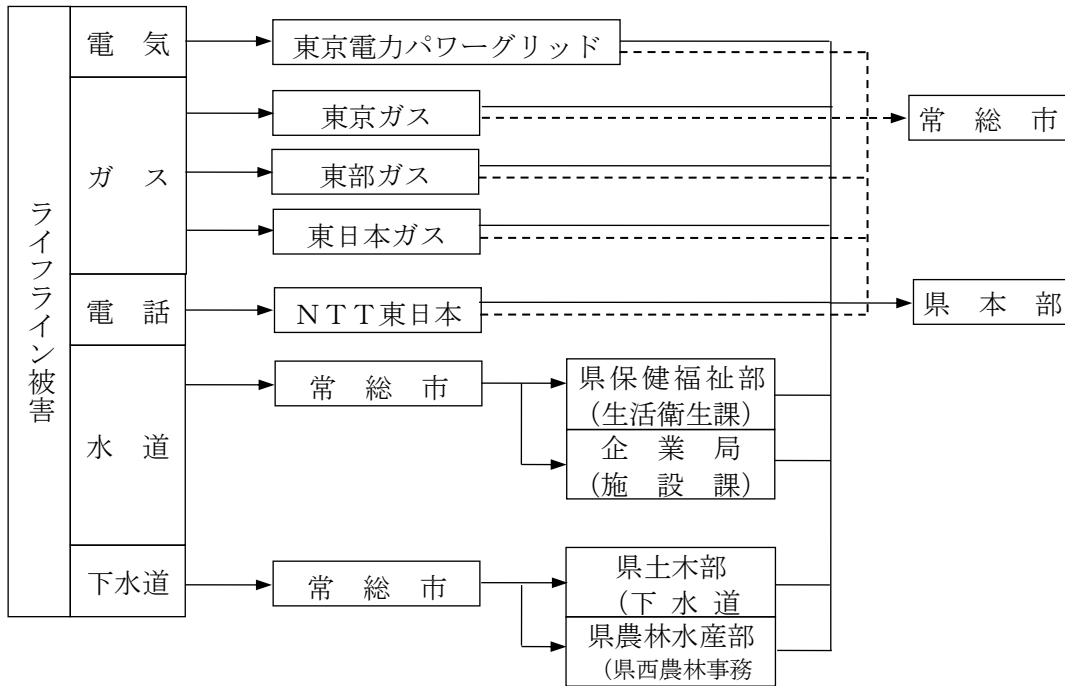 ライフライン被害
電気
東京電力パワーグリッド
ガス
東京ガス
常総市
東部ガス
東日本ガス
電話
ＮＴＴ東日本
県本部
水道
常総市
県保健福祉部
(生活衛生課)
企業局
(施設課)
下水道
常総市
県土木部
(下水道
県農林水産部
(県西農林事務